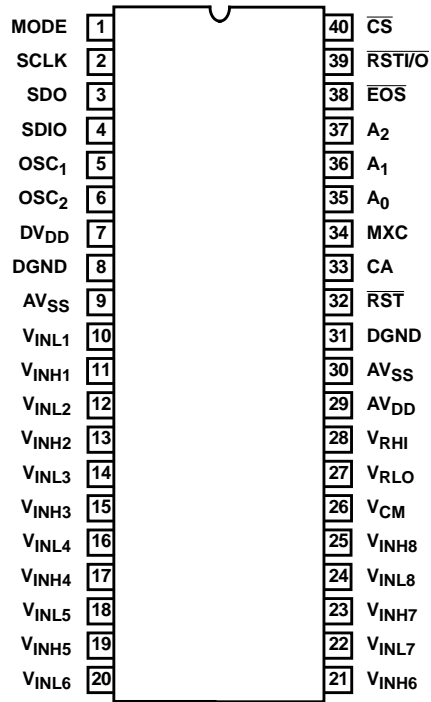 MODE 1 40 C̅S̅
SCLK 2 39 R̅S̅T̅I̅/̅O̅
SDO 3 38 E̅O̅S̅
SDIO 4 37 A2
OSC1 5 36 A1
OSC2 6 35 A0
DVDD 7 34 MXC
DGND 8 33 CA
AVSS 9 32 R̅S̅T̅
VINL1 10 31 DGND
VINH1 11 30 AVSS
VINL2 12 29 AVDD
VINH2 13 28 VRHI
VINL3 14 27 VRLO
VINH3 15 26 VCM
VINL4 16 25 VINH8
VINH4 17 24 VINL8
VINL5 18 23 VINH7
VINH5 19 22 VINL7
VINL6 20 21 VINH6